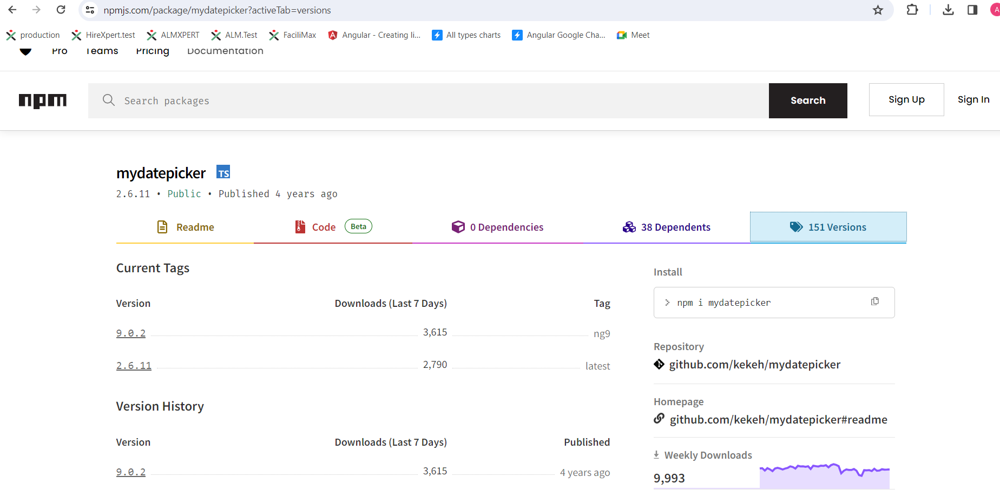 npmjs.com/package/mydatepicker?activeTab=versions
A
production HireXpert.test ALMXPERT ALM.Test FaciliMax Angular - Creating li... All types charts Angular Google Cha... Meet
Pro Teams Pricing Documentation
npm Search packages Search Sign Up Sign In
mydatepicker TS
2.6.11 • Public • Published 4 years ago
Readme Code Beta 0 Dependencies 38 Dependents 151 Versions
Current Tags
Version Downloads (Last 7 Days) Tag
9.0.2 3,615 ng9
2.6.11 2,790 latest
Version History
Version Downloads (Last 7 Days) Published
9.0.2 3,615 4 years ago
Install
> npm i mydatepicker
Repository
github.com/kekeh/mydatepicker
Homepage
github.com/kekeh/mydatepicker#readme
Weekly Downloads
9,993